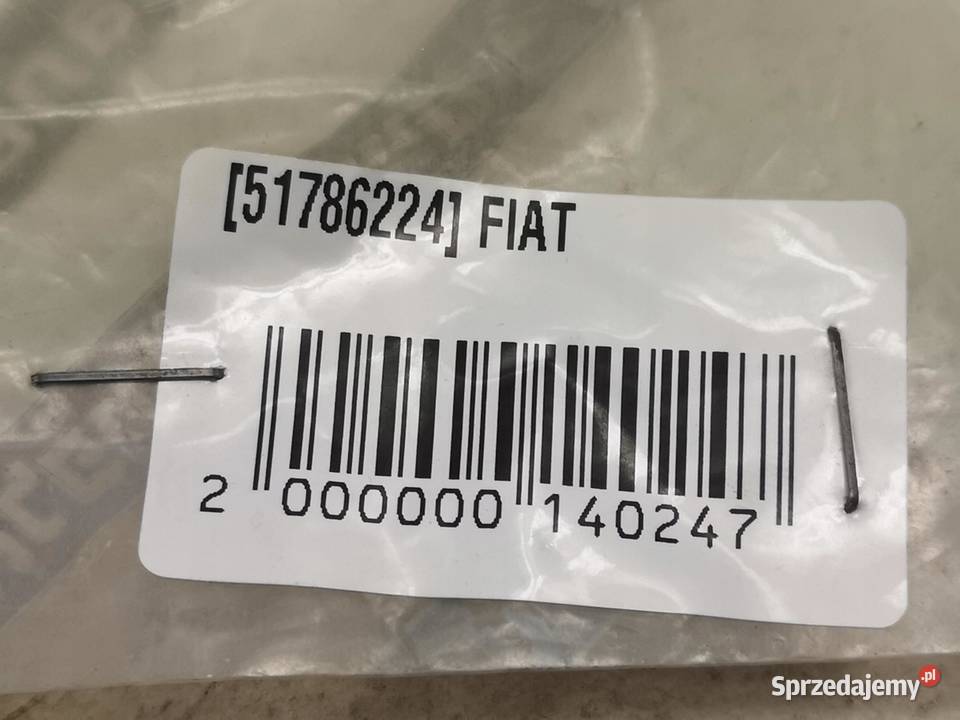 [51786224] FIAT
2 000000 140247
Sprzedajemy.pl